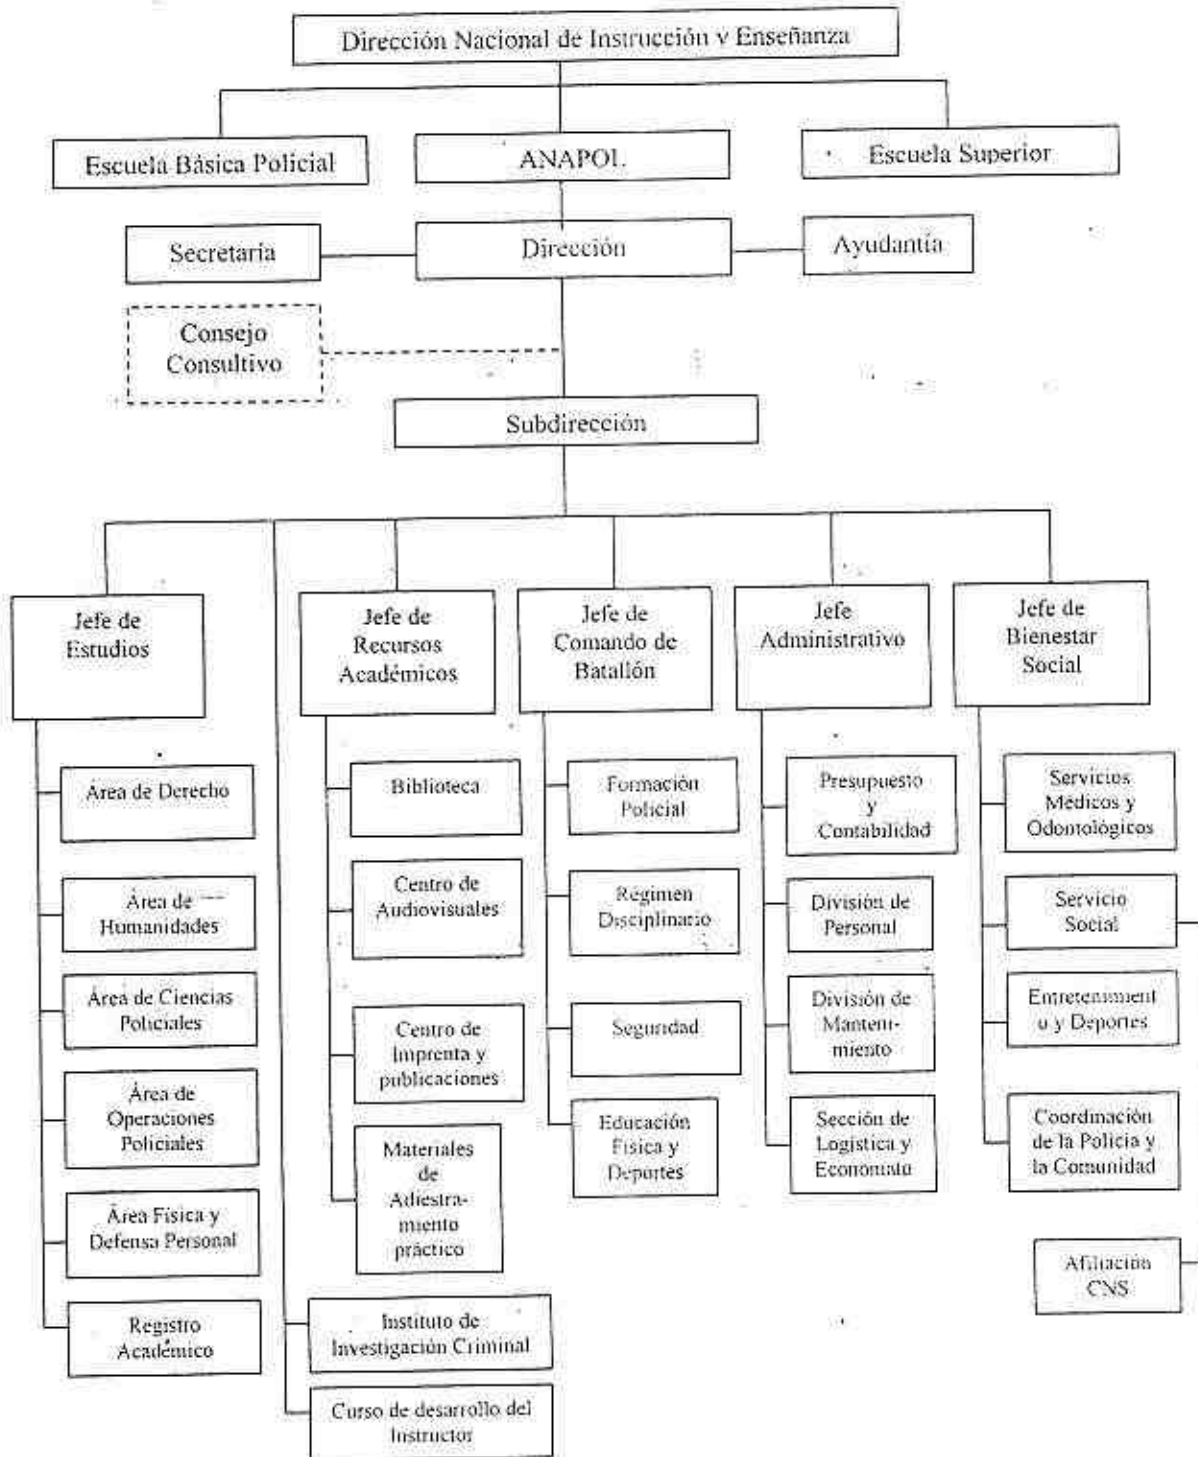 Dirección Nacional de Instrucción y Enseñanza
Escuela Básica Policial
ANAPOL
Escuela Superior
Secretaría
Dirección
Ayudantía
Consejo
Consultivo
Subdirección
Jefe de
Estudios
Jefe de
Recursos
Académicos
Jefe de
Comando de
Batallón
Jefe
Administrativo
Jefe de
Bienestar
Social
Área de Derecho
Área de
Humanidades
Área de Ciencias
Policiales
Área de
Operaciones
Policiales
Área Física y
Defensa Personal
Registro
Académico
Biblioteca
Centro de
Audiovisuales
Centro de
Imprenta y
publicaciones
Materiales
de
Adiestra-
miento
práctico
Instituto de
Investigación Criminal
Curso de desarrollo del
Instructor
Formación
Policial
Régimen
Disciplinario
Seguridad
Educación
Física y
Deportes
Presupuesto
y
Contabilidad
División de
Personal
División de
Manteni-
miento
Sección de
Logística y
Economato
Servicios
Médicos y
Odontológicos
Servicio
Social
Entretenimient
o y Deportes
Coordinación
de la Policía y
la Comunidad
Afiliación
CNS